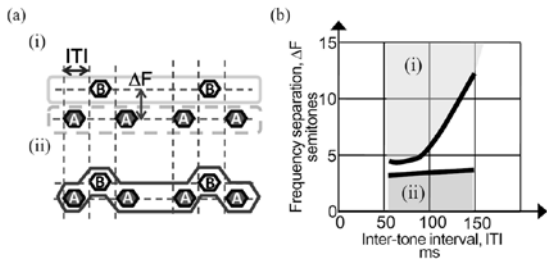 (a)
(i)
ITI
B B
ΔF
A A A A
(ii)
B B
A A A A
(b)
Frequency separation, ΔF
semitones
15
10
5
0
(i)
(ii)
0 50 100 150
Inter-tone interval, ITI
ms